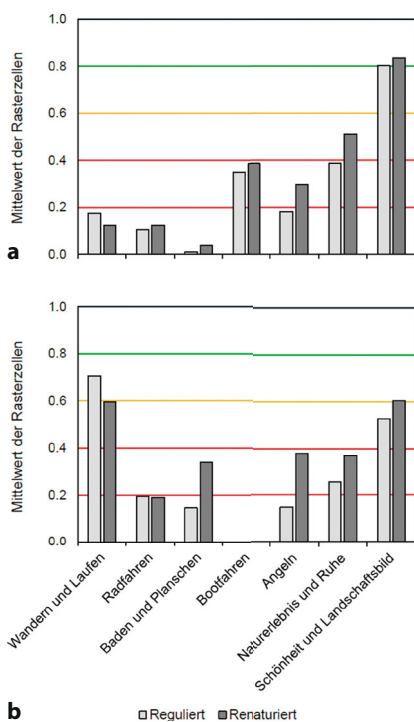 1.0
0.8
0.6
0.4
0.2
0.0
Mittelwert der Rasterzellen
a
1.0
0.8
0.6
0.4
0.2
0.0
Mittelwert der Rasterzellen
Wandern und Laufen
Radfahren
Baden und Planschen
Bootfahren
Angeln
Naturerlebnis und Ruhe
Schönheit und Landschaftsbild
b
Reguliert Renaturiert